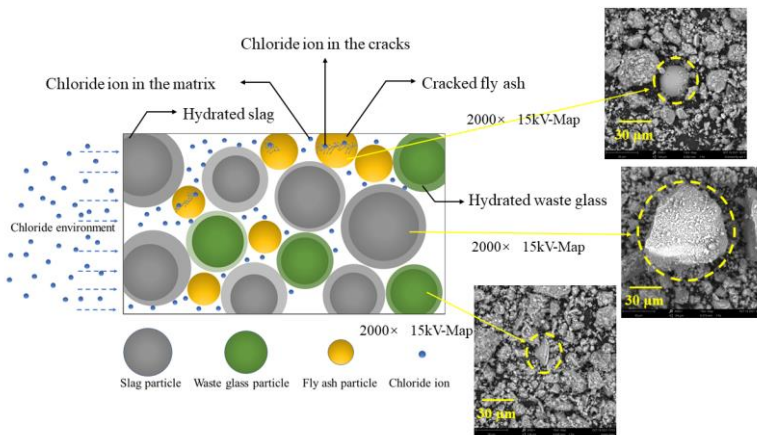 Chloride ion in the cracks
Chloride ion in the matrix
Cracked fly ash
Hydrated slag
2000× 15kV-Map
30 μm
Chloride environment
Hydrated waste glass
2000× 15kV-Map
30 μm
2000× 15kV-Map
30 μm
Slag particle
Waste glass particle
Fly ash particle
Chloride ion